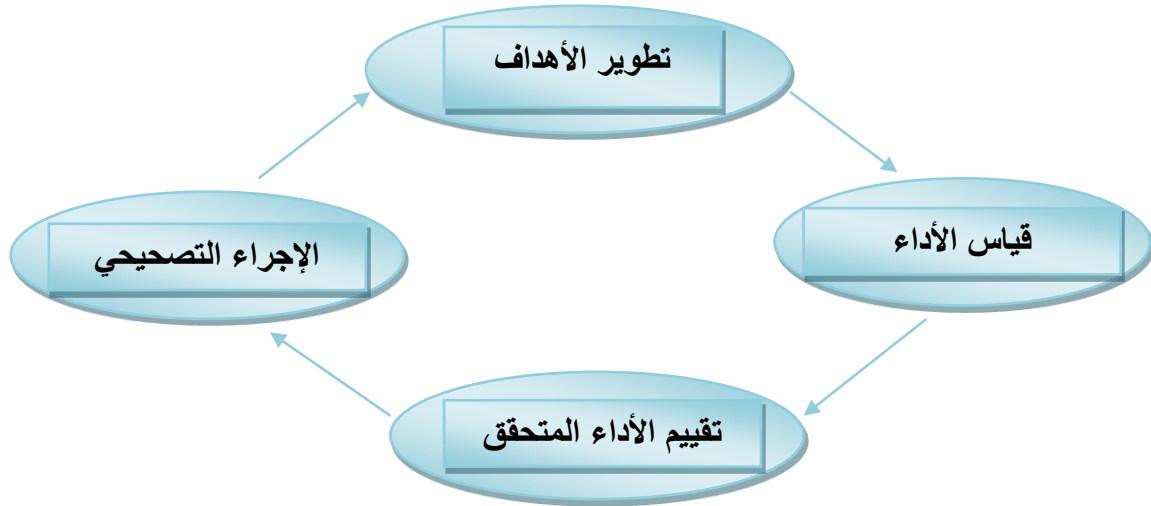 تطوير الأهداف
قياس الأداء
الإجراء التصحيحي
تقييم الأداء المتحقق